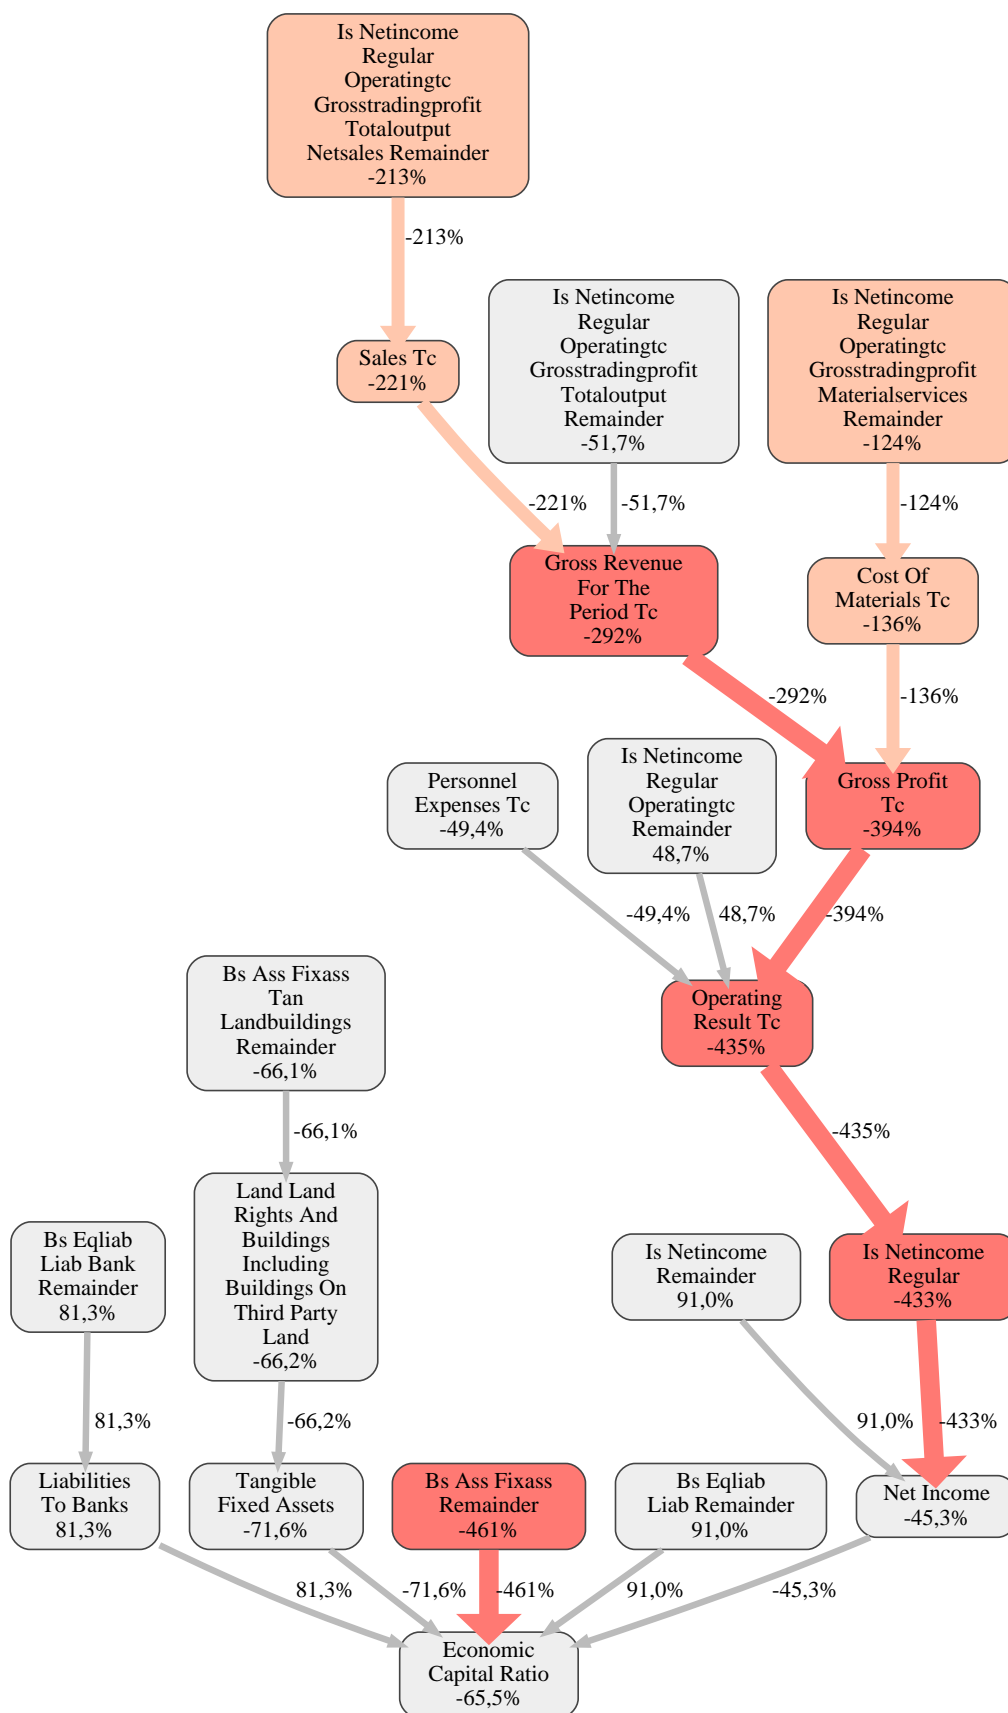 Is Netincome
Regular
Operatingtc
Grosstradingprofit
Totaloutput
Netsales Remainder
-213%
-213%
Is Netincome
Regular
Operatingtc
Grosstradingprofit
Totaloutput
Remainder
-51,7%
Is Netincome
Regular
Operatingtc
Grosstradingprofit
Materialservices
Remainder
-124%
Sales Tc
-221%
-221%
-51,7%
-124%
Gross Revenue
For The
Period Tc
-292%
Cost Of
Materials Tc
-136%
-292%
-136%
Personnel
Expenses Tc
-49,4%
Is Netincome
Regular
Operatingtc
Remainder
48,7%
Gross Profit
Tc
-394%
-49,4%
48,7%
-394%
Bs Ass Fixass
Tan
Landbuildings
Remainder
-66,1%
Operating
Result Tc
-435%
-66,1%
-435%
Land Land
Rights And
Buildings
Including
Buildings On
Third Party
Land
-66,2%
Bs Eqliab
Liab Bank
Remainder
81,3%
Is Netincome
Remainder
91,0%
Is Netincome
Regular
-433%
81,3%
-66,2%
91,0%
-433%
Liabilities
To Banks
81,3%
Tangible
Fixed Assets
-71,6%
Bs Ass Fixass
Remainder
-461%
Bs Eqliab
Liab Remainder
91,0%
Net Income
-45,3%
81,3%
-71,6%
-461%
91,0%
-45,3%
Economic
Capital Ratio
-65,5%